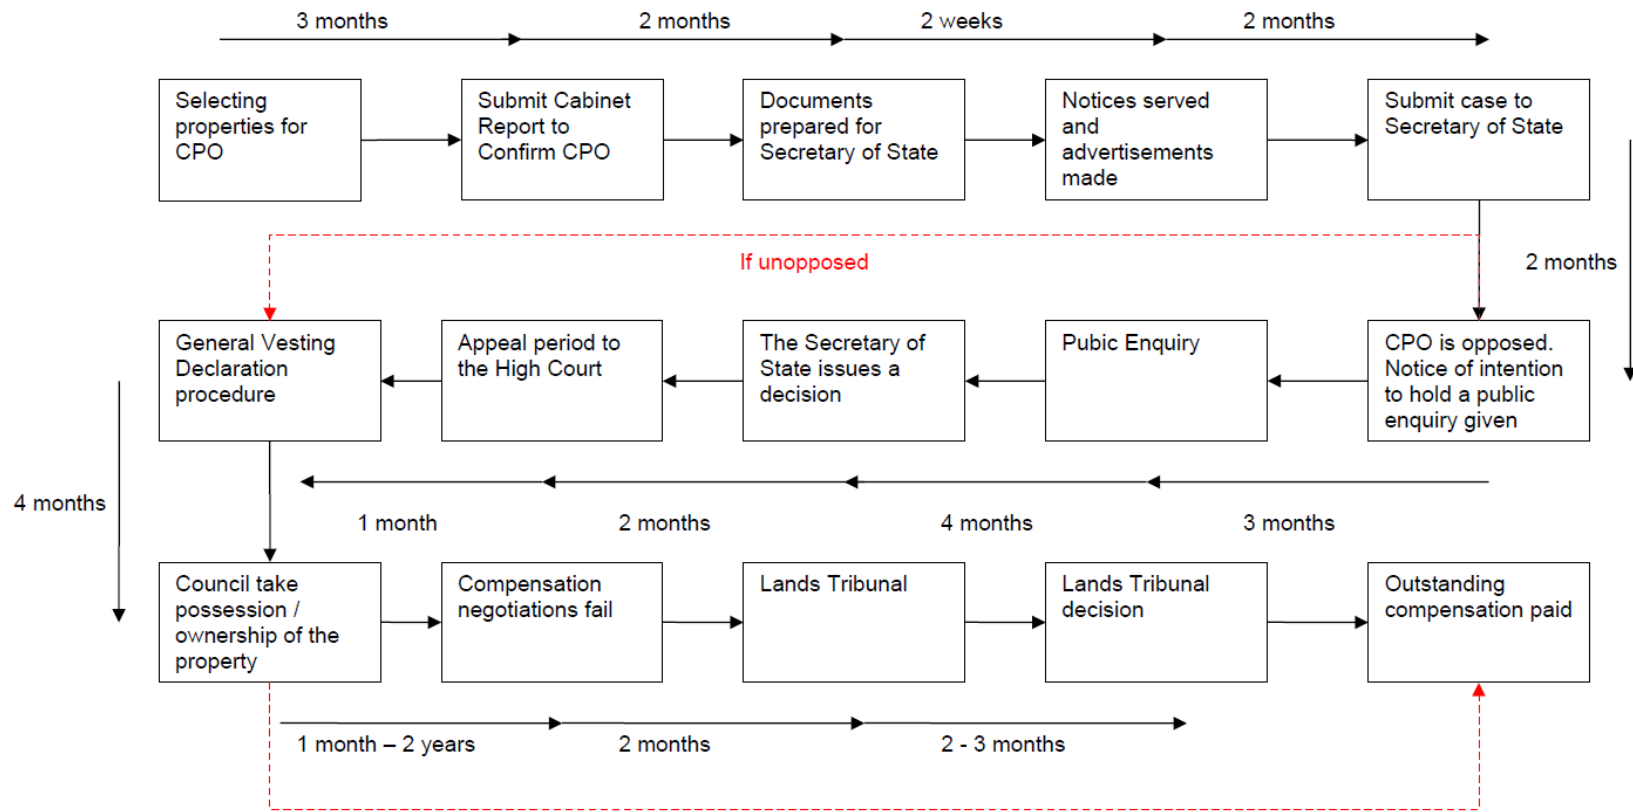 3 months
2 months
2 weeks
2 months
Selecting
properties for
CPO
Submit Cabinet
Report to
Confirm CPO
Documents
prepared for
Secretary of State
Notices served
and
advertisements
made
Submit case to
Secretary of State
If unopposed
2 months
General Vesting
Declaration
procedure
Appeal period to
the High Court
The Secretary of
State issues a
decision
Pubic Enquiry
CPO is opposed.
Notice of intention
to hold a public
enquiry given
4 months
1 month
2 months
4 months
3 months
Council take
possession /
ownership of the
property
Compensation
negotiations fail
Lands Tribunal
Lands Tribunal
decision
Outstanding
compensation paid
1 month – 2 years
2 months
2 - 3 months